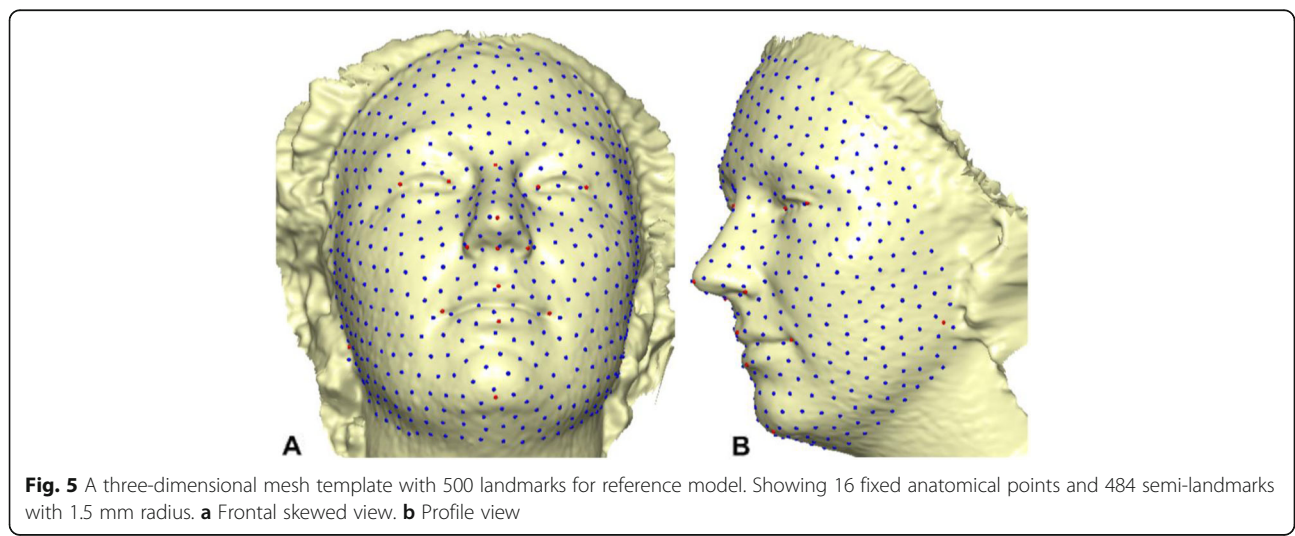 A
B
Fig. 5 A three-dimensional mesh template with 500 landmarks for reference model. Showing 16 fixed anatomical points and 484 semi-landmarks
with 1.5 mm radius. a Frontal skewed view. b Profile view